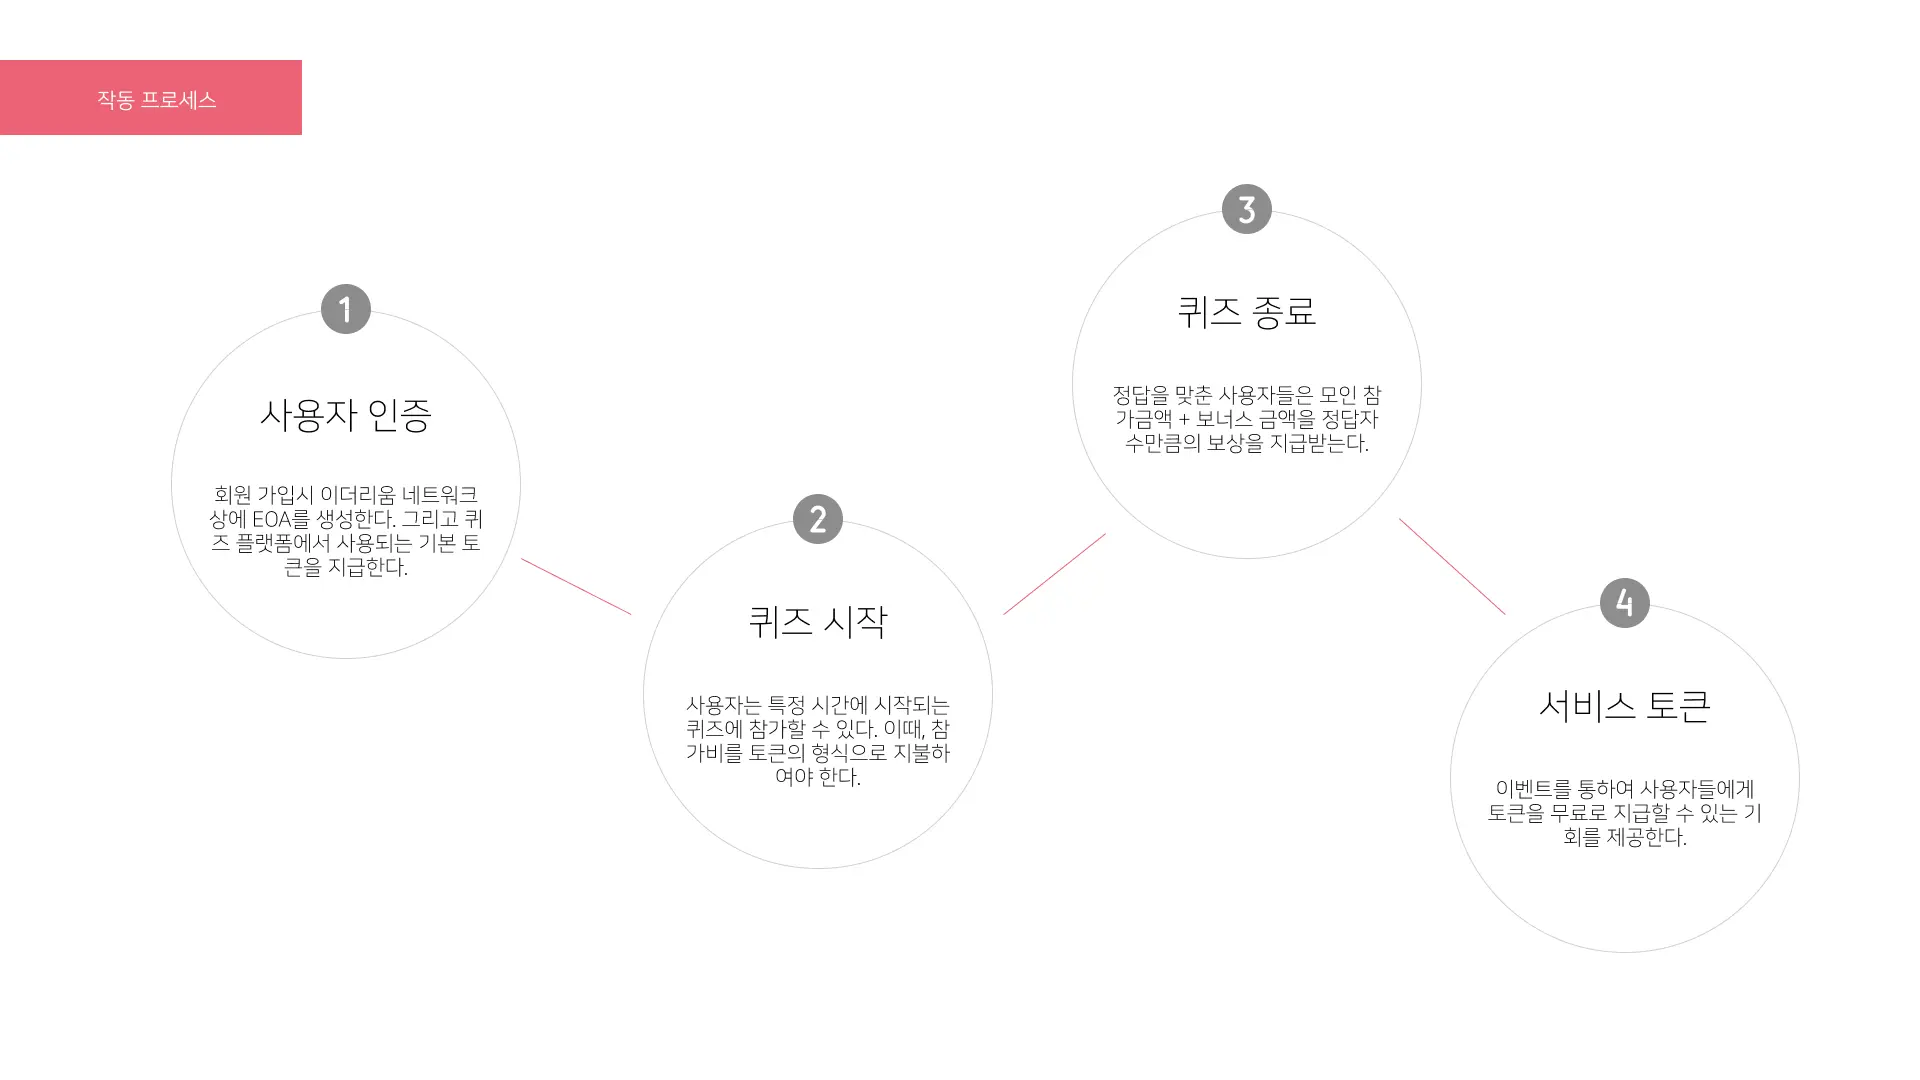 작동 프로세스
1
사용자 인증
회원 가입시 이더리움 네트워크
상에 EOA를 생성한다. 그리고 퀴
즈 플랫폼에서 사용되는 기본 토
큰을 지급한다.
2
퀴즈 시작
사용자는 특정 시간에 시작되는
퀴즈에 참가할 수 있다. 이때, 참
가비를 토큰의 형식으로 지불하
여야 한다.
3
퀴즈 종료
정답을 맞춘 사용자들은 모인 참
가금액 + 보너스 금액을 정답자
수만큼의 보상을 지급받는다.
4
서비스 토큰
이벤트를 통하여 사용자들에게
토큰을 무료로 지급할 수 있는 기
회를 제공한다.